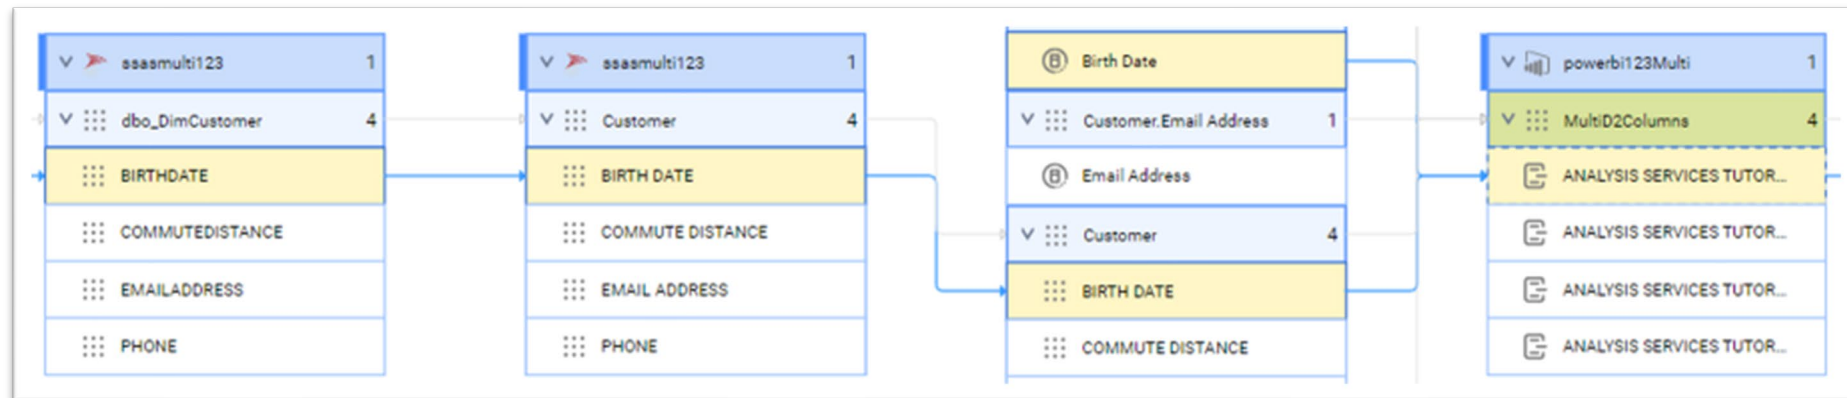 ssasmulti123 1
dbo_DimCustomer 4
BIRTHDATE
COMMUTEDISTANCE
EMAILADDRESS
PHONE
ssasmulti123 1
Customer 4
BIRTH DATE
COMMUTE DISTANCE
EMAIL ADDRESS
PHONE
Birth Date
Customer.Email Address 1
Email Address
Customer 4
BIRTH DATE
COMMUTE DISTANCE
powerbi123Multi 1
MultiD2Columns 4
ANALYSIS SERVICES TUTOR...
ANALYSIS SERVICES TUTOR...
ANALYSIS SERVICES TUTOR...
ANALYSIS SERVICES TUTOR...